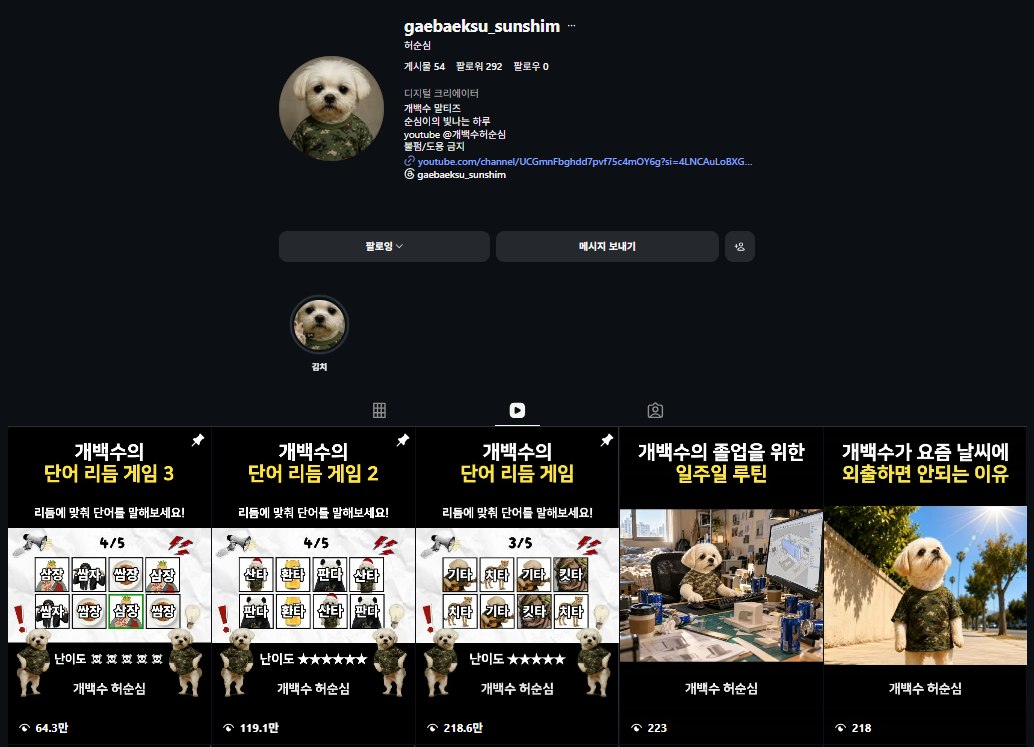 gaebaeksu_sunshim ...
허순심
게시물 54 팔로워 292 팔로우 0
디지털 크리에이터
개백수 말티즈
순심이의 빛나는 하루
youtube @개백수허순심
불펌/도용 금지
youtube.com/channel/UCGmnFbghdd7pvf75c4mOY6g?si=4LNCAuLoBXG...
gaebaeksu_sunshim
팔로잉
메시지 보내기
김치
개백수의
단어 리듬 게임 3
리듬에 맞춰 단어를 말해보세요!
4/5
삼장 쌈자 쌈장 삼장
쌈자 쌈장 삼장 쌈장
난이도
개백수 허순심
64.3만
개백수의
단어 리듬 게임 2
리듬에 맞춰 단어를 말해보세요!
4/5
산타 환타 판다 산타
판다 환타 산타 판다
난이도 ★★★★★★
개백수 허순심
119.1만
개백수의
단어 리듬 게임
리듬에 맞춰 단어를 말해보세요!
3/5
기타 치타 기타 킷타
치타 기타 킷타 치타
난이도 ★★★★★
개백수 허순심
218.6만
개백수의 졸업을 위한
일주일 루틴
개백수 허순심
223
개백수가 요즘 날씨에
외출하면 안되는 이유
개백수 허순심
218